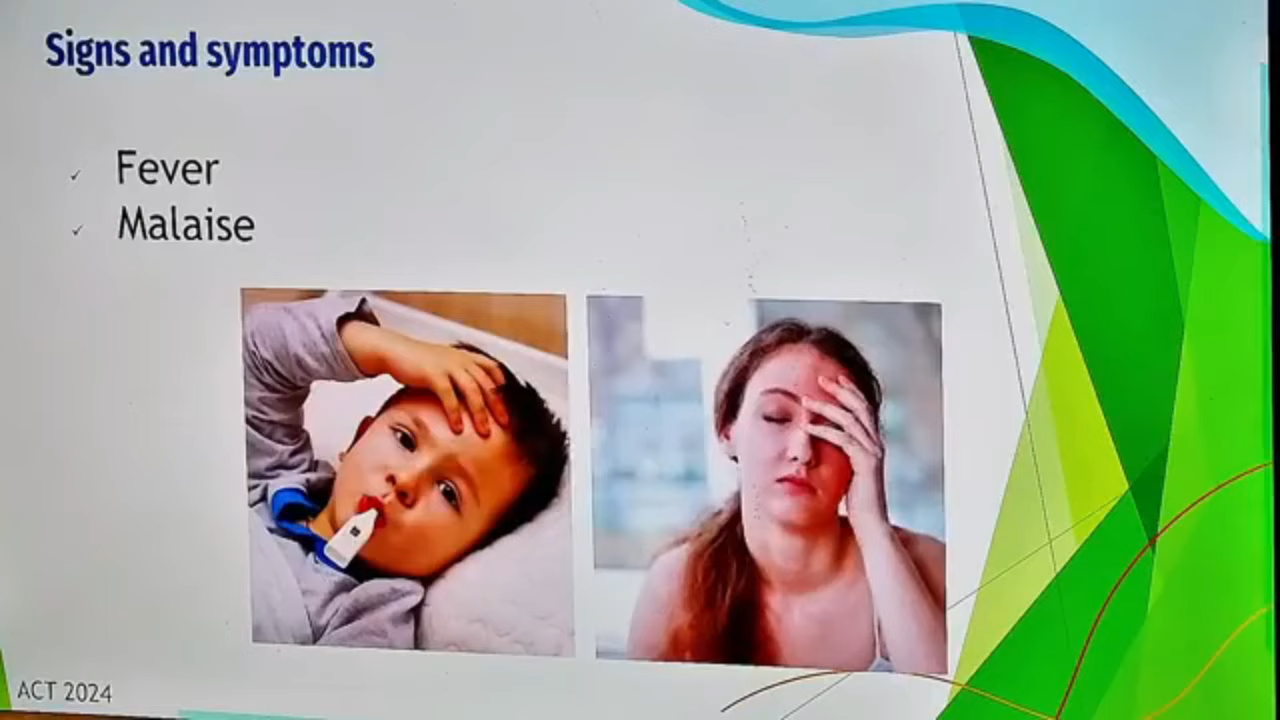 Signs and symptoms
✓ Fever
✓ Malaise
ACT 2024